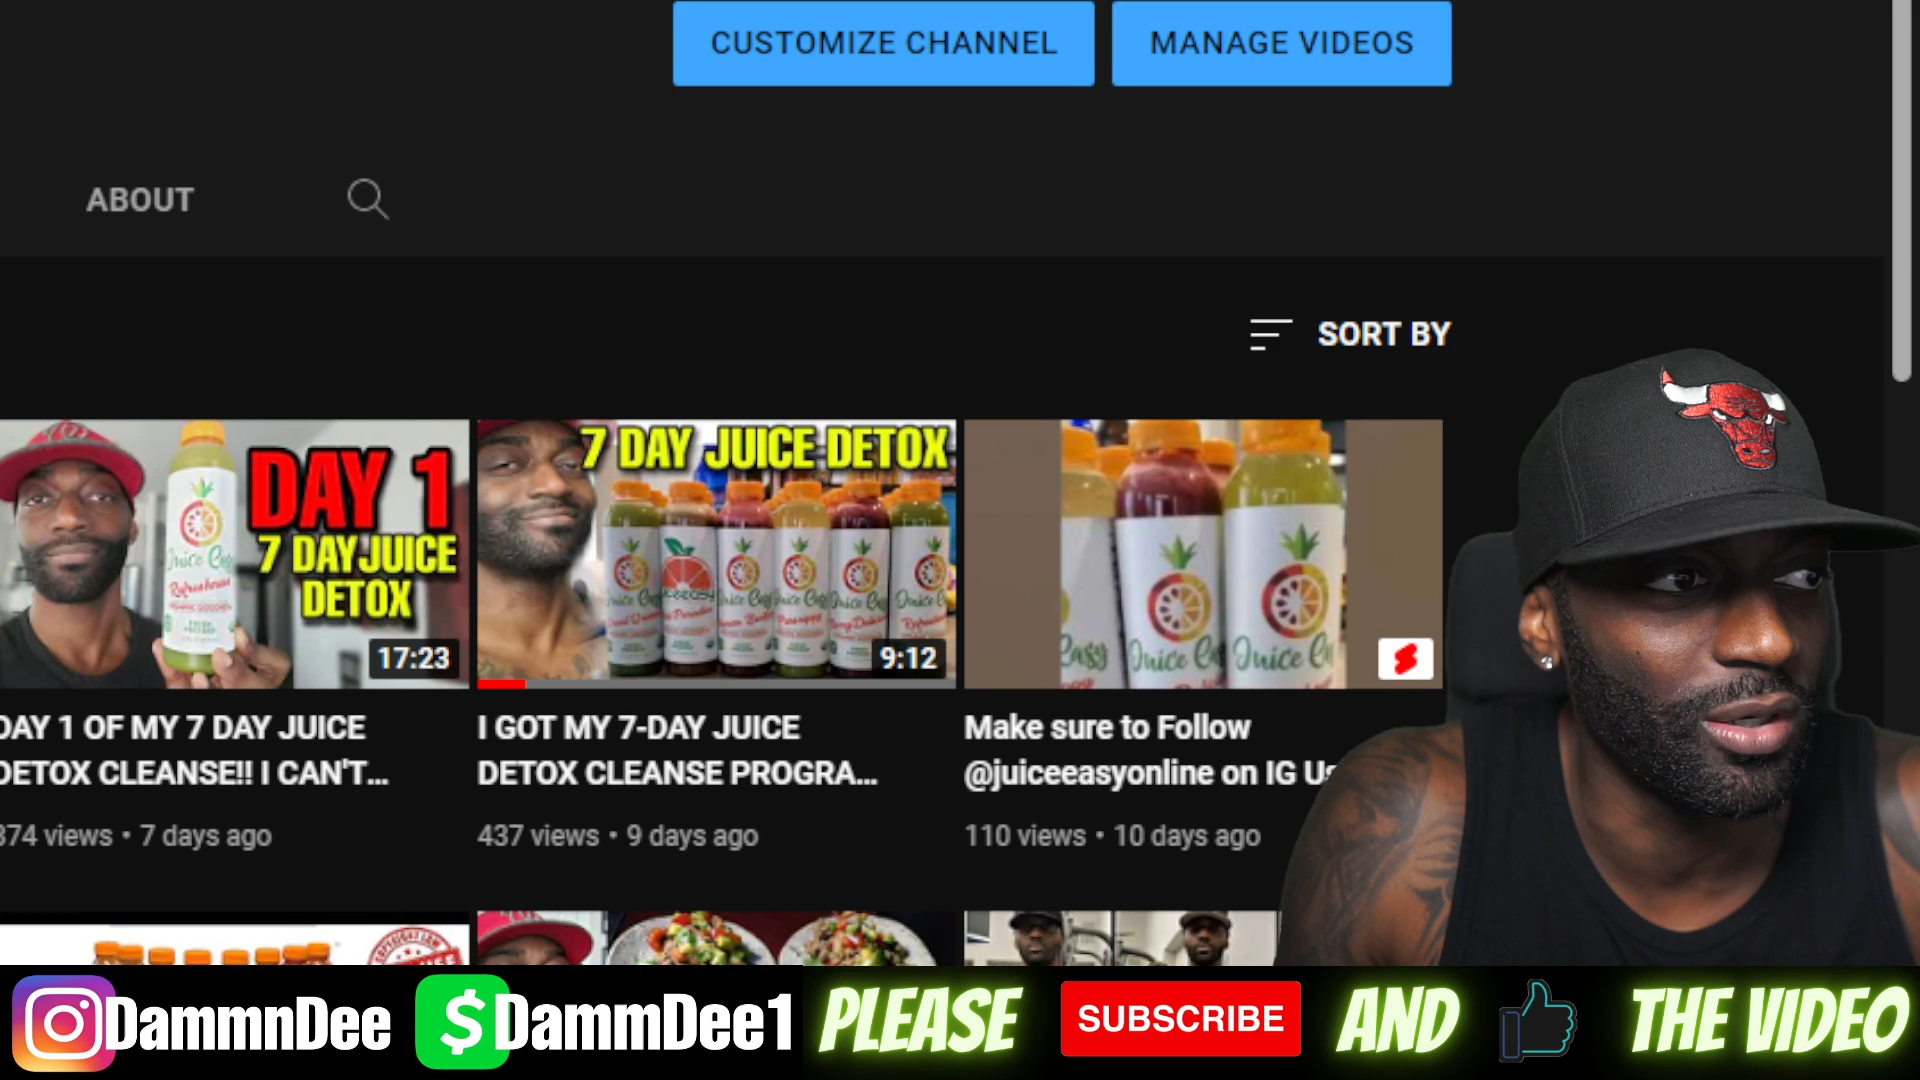 CUSTOMIZE CHANNEL
MANAGE VIDEOS
ABOUT
SORT BY
DAY 1
7 DAY JUICE
DETOX
17:23
7 DAY JUICE DETOX
9:12
DAY 1 OF MY 7 DAY JUICE
DETOX CLEANSE!! I CAN'T...
374 views • 7 days ago
I GOT MY 7-DAY JUICE
DETOX CLEANSE PROGRA...
437 views • 9 days ago
Make sure to Follow
@juiceeasyonline on IG
110 views • 10 days ago
DammnDee
$
DammDee1
PLEASE
SUBSCRIBE
AND
THE VIDEO